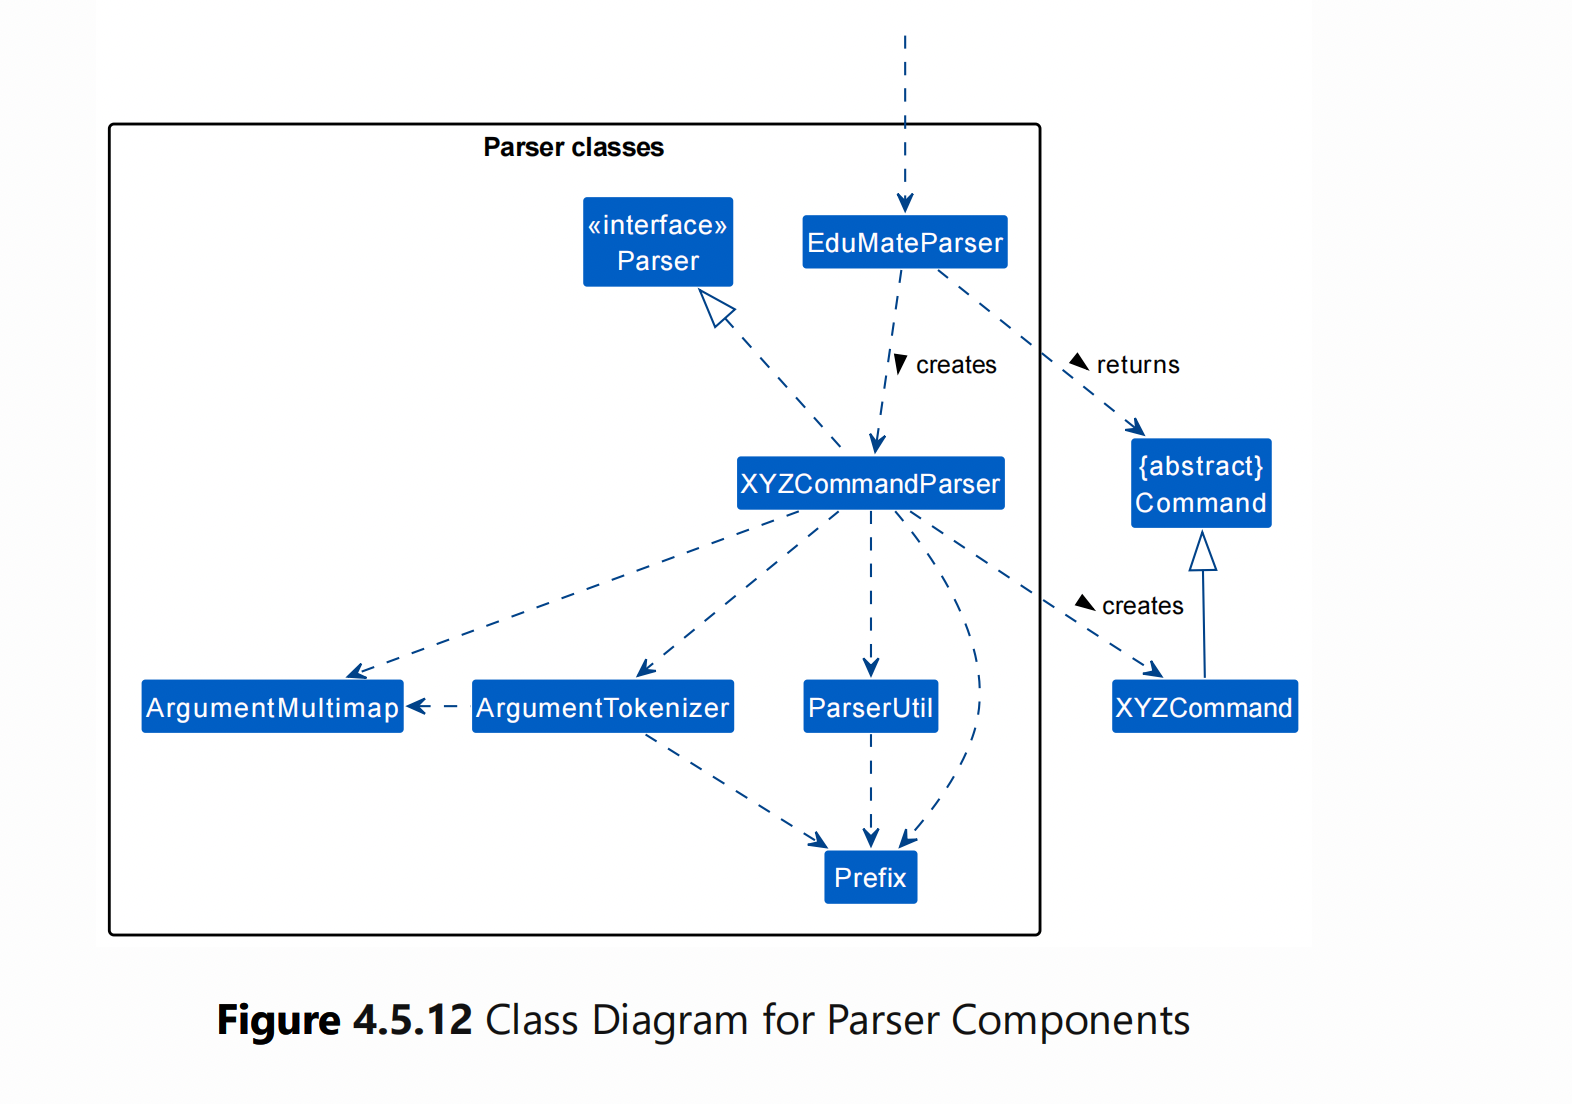 Parser classes
«interface»
Parser
EduMateParser
creates
returns
XYZCommandParser
{abstract}
Command
creates
ArgumentMultimap
ArgumentTokenizer
ParserUtil
XYZCommand
Prefix
Figure 4.5.12 Class Diagram for Parser Components